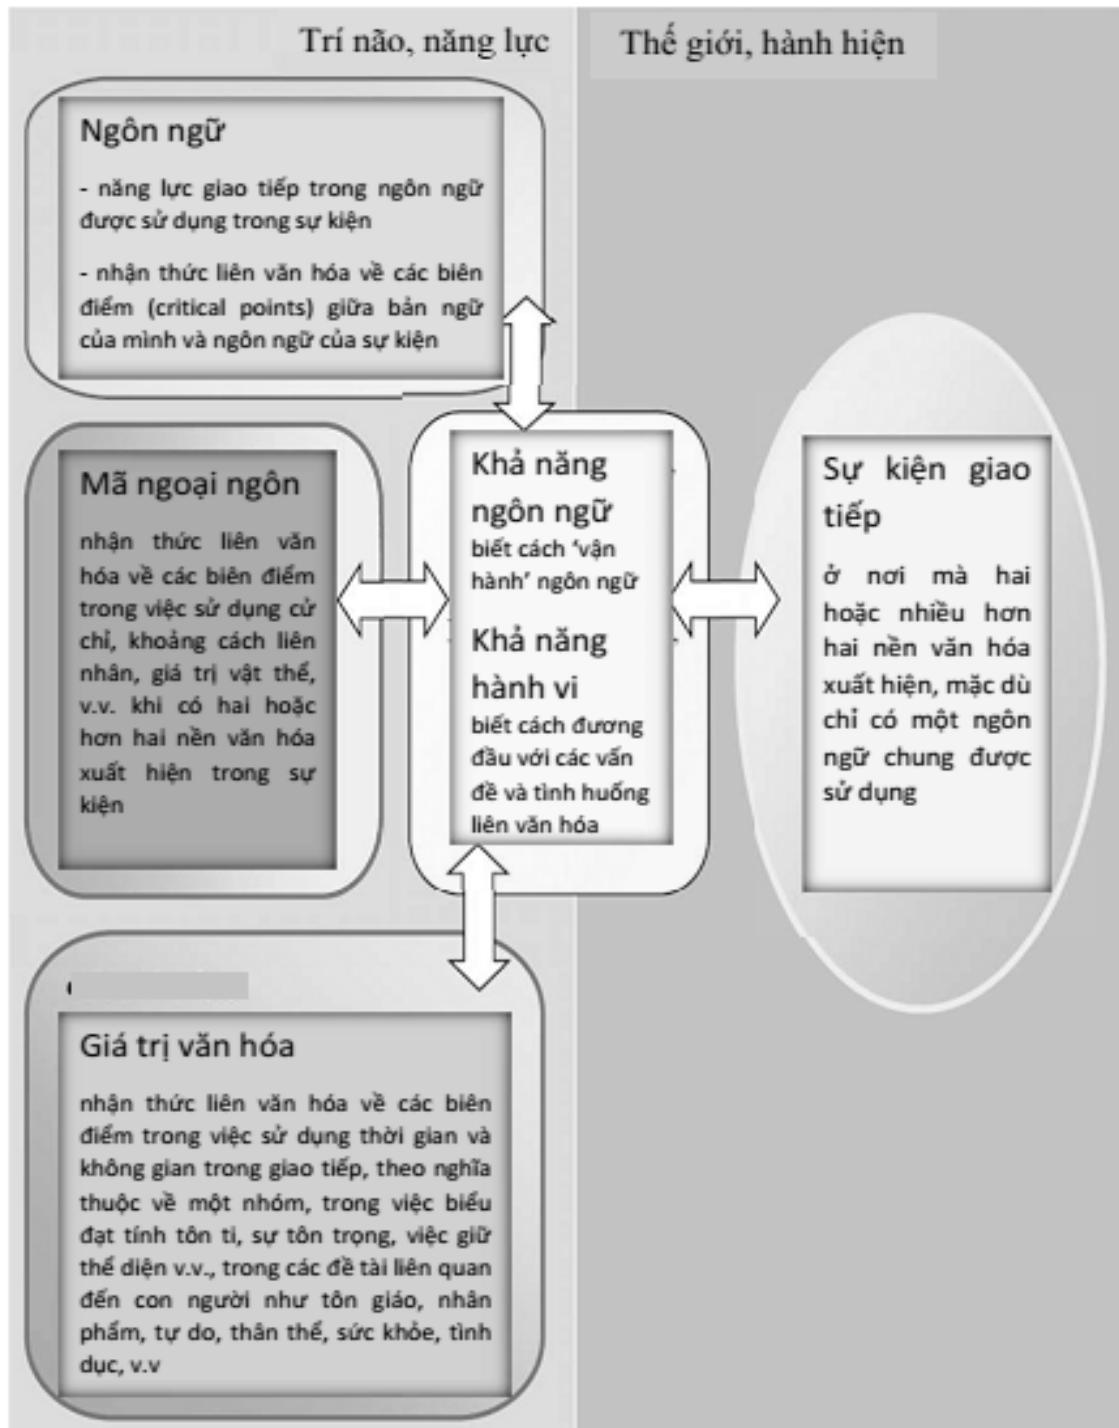 Trí não, năng lực
Thế giới, hành hiện
Ngôn ngữ
- năng lực giao tiếp trong ngôn ngữ
được sử dụng trong sự kiện
- nhận thức liên văn hóa về các biên
điểm (critical points) giữa bản ngữ
của mình và ngôn ngữ của sự kiện
Mã ngoại ngôn
nhận thức liên văn
hóa về các biên điểm
trong việc sử dụng cử
chỉ, khoảng cách liên
nhân, giá trị vật thể,
v.v. khi có hai hoặc
hơn hai nền văn hóa
xuất hiện trong sự
kiện
Khả năng
ngôn ngữ
biết cách ‘vận
hành’ ngôn ngữ
Khả năng
hành vi
biết cách đương
đầu với các vấn
đề và tình huống
liên văn hóa
Sự kiện giao
tiếp
ở nơi mà hai
hoặc nhiều hơn
hai nền văn hóa
xuất hiện, mặc dù
chỉ có một ngôn
ngữ chung được
sử dụng
Giá trị văn hóa
nhận thức liên văn hóa về các biên
điểm trong việc sử dụng thời gian và
không gian trong giao tiếp, theo nghĩa
thuộc về một nhóm, trong việc biểu
đạt tính tôn ti, sự tôn trọng, việc giữ
thể diện v.v., trong các đề tài liên quan
đến con người như tôn giáo, nhân
phẩm, tự do, thân thể, sức khỏe, tình
dục, v.v